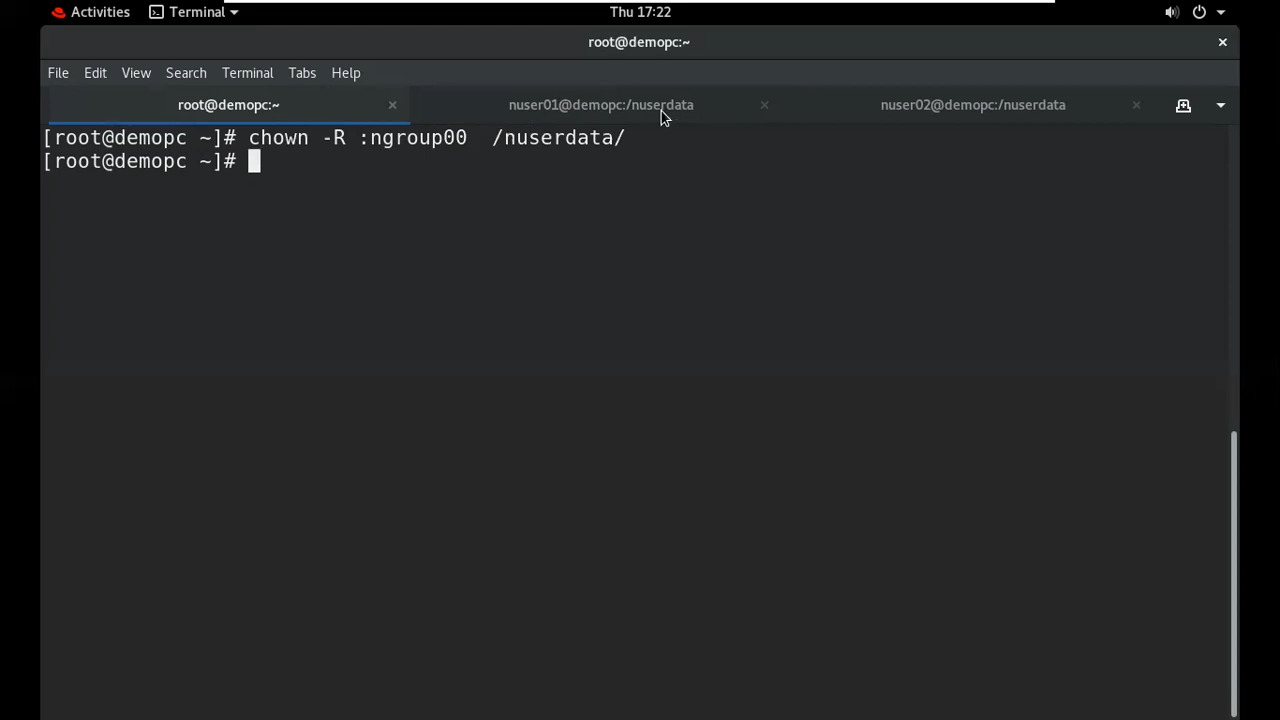 Activities Terminal Thu 17:22
root@demopc:~
File Edit View Search Terminal Tabs Help
root@demopc:~ nuser01@demopc:/nuserdata nuser02@demopc:/nuserdata
[root@demopc ~]# chown -R :ngroup00  /nuserdata/
[root@demopc ~]#